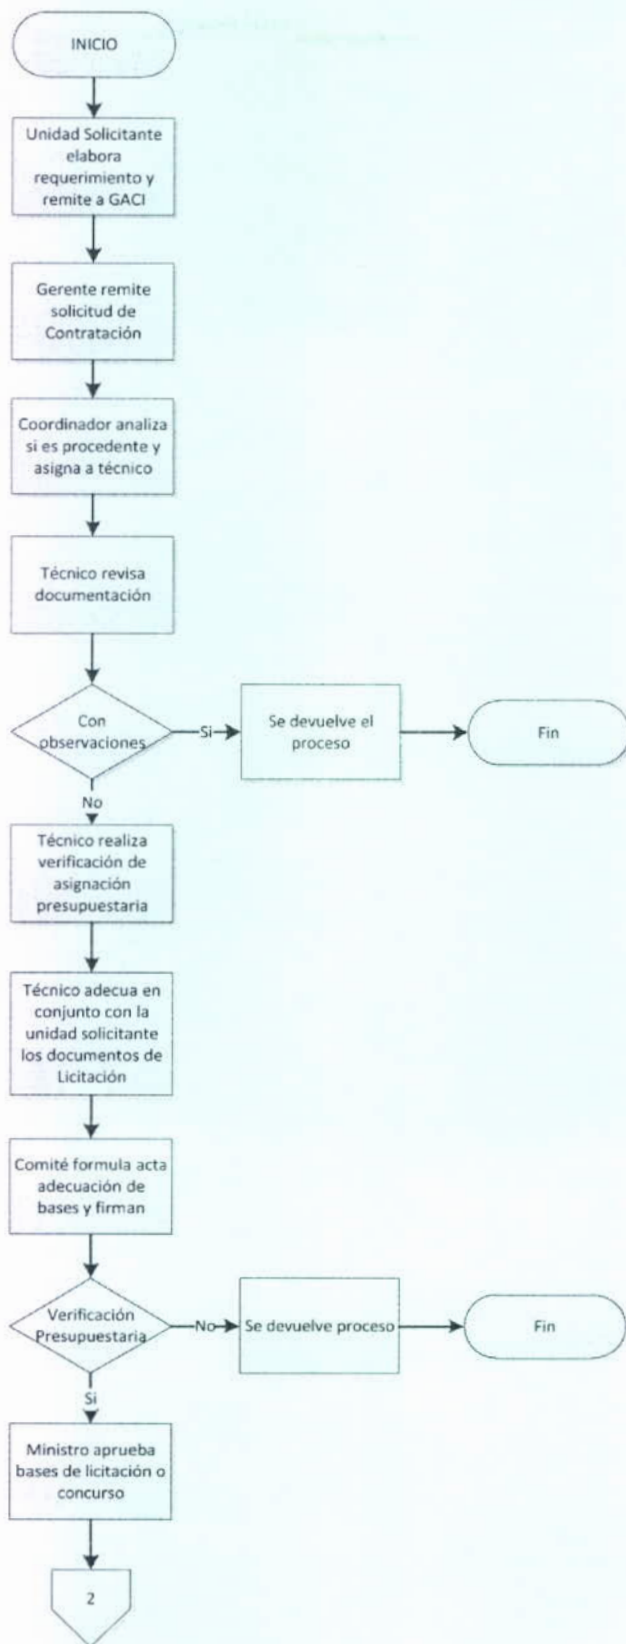 INICIO
Unidad Solicitante
elabora
requerimiento y
remite a GACI
Gerente remite
solicitud de
Contratación
Coordinador analiza
si es procedente y
asigna a técnico
Técnico revisa
documentación
Con
observaciones
Si
Se devuelve el
proceso
Fin
No
Técnico realiza
verificación de
asignación
presupuestaria
Técnico adecua en
conjunto con la
unidad solicitante
los documentos de
Licitación
Comité formula acta
adecuación de
bases y firman
Verificación
Presupuestaria
No
Se devuelve proceso
Fin
Si
Ministro aprueba
bases de licitación o
concurso
2